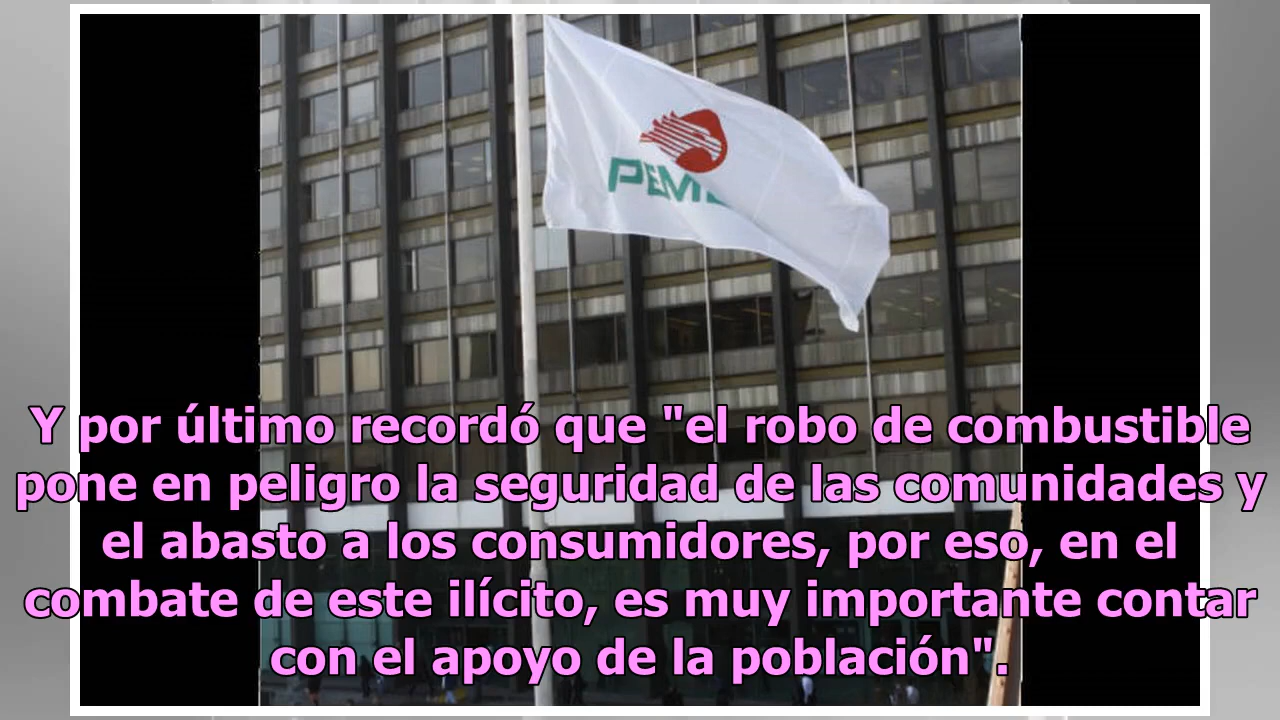 Y por último recordó que "el robo de combustible
pone en peligro la seguridad de las comunidades y
el abasto a los consumidores, por eso, en el
combate de este ilícito, es muy importante contar
con el apoyo de la población".